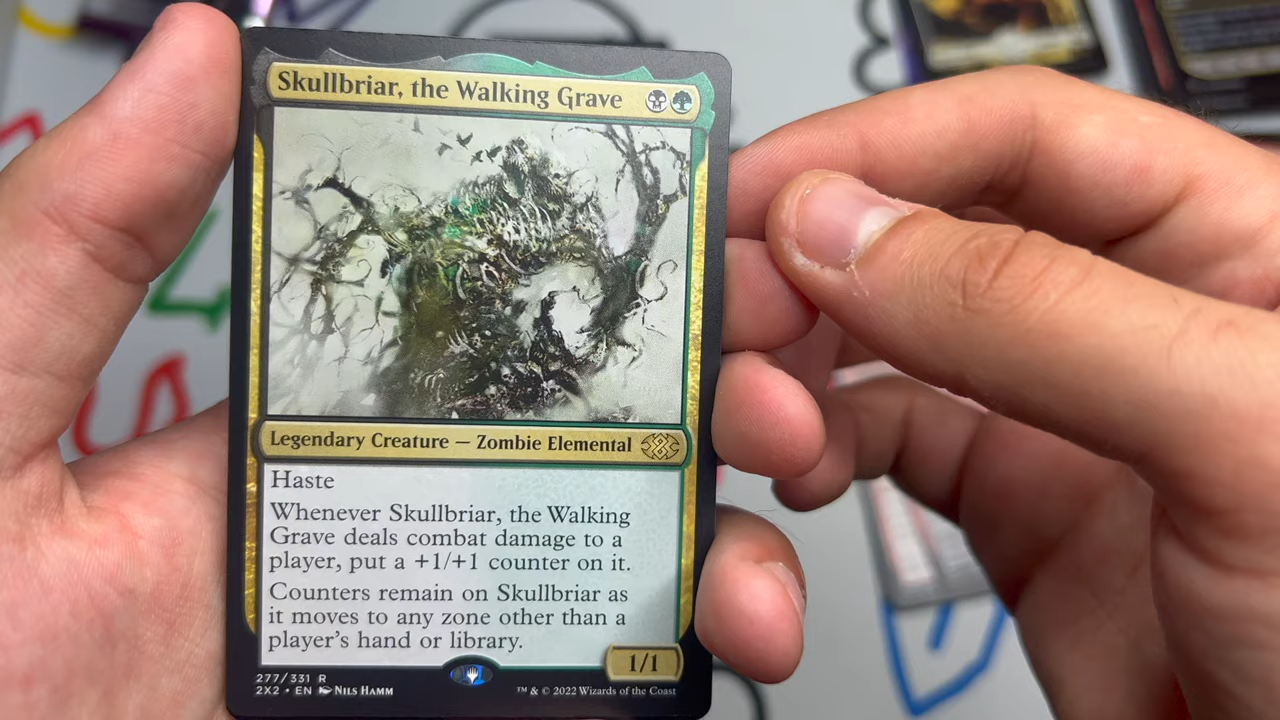 Skullbriar, the Walking Grave
Legendary Creature — Zombie Elemental
Haste
Whenever Skullbriar, the Walking
Grave deals combat damage to a
player, put a +1/+1 counter on it.
Counters remain on Skullbriar as
it moves to any zone other than a
player's hand or library.
1/1
277/331 R
2X2 • EN Nils Hamm
™ & © 2022 Wizards of the Coast